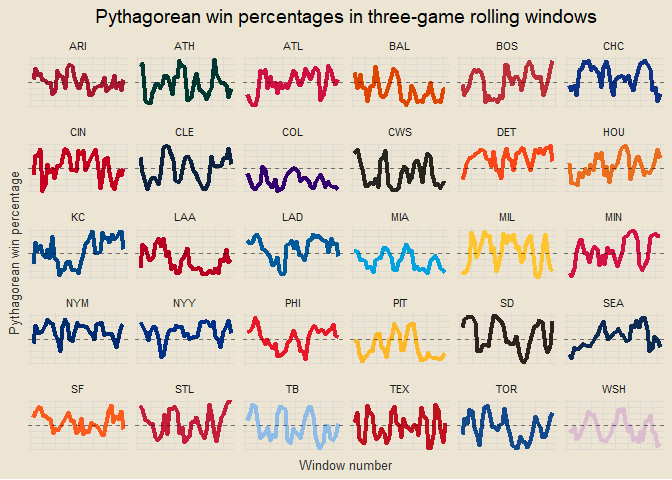 Pythagorean win percentages in three-game rolling windows
ARI ATH ATL BAL BOS CHC
CIN CLE COL CWS DET HOU
KC LAA LAD MIA MIL MIN
NYM NYY PHI PIT SD SEA
SF STL TB TEX TOR WSH
Pythagorean win percentage
Window number